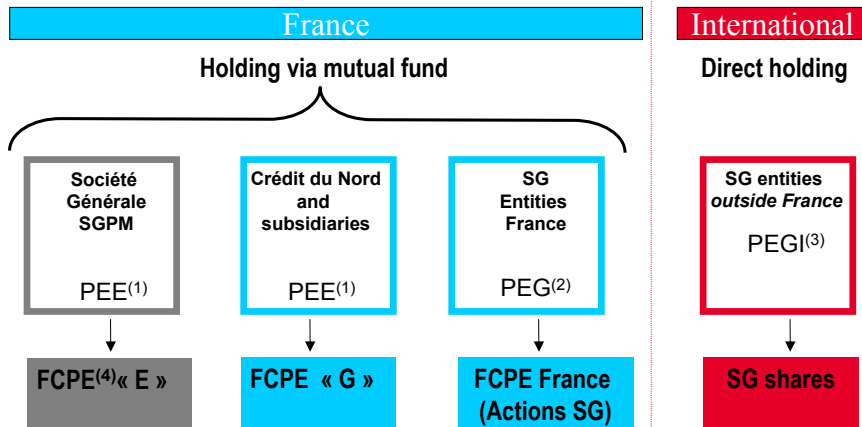 France
International
Holding via mutual fund
Direct holding
Société
Générale
SGPM
PEE(1)
Crédit du Nord
and
subsidiaries
PEE(1)
SG
Entities
France
PEG(2)
SG entities
outside France
PEGI(3)
FCPE(4)« E »
FCPE « G »
FCPE France
(Actions SG)
SG shares